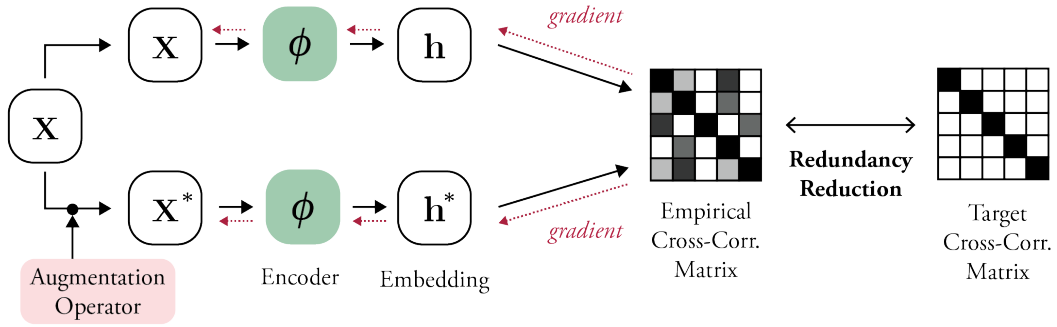 gradient
x
ϕ
h
x
Redundancy
Reduction
x*
ϕ
h*
gradient
Empirical
Cross-Corr.
Matrix
Target
Cross-Corr.
Matrix
Augmentation
Operator
Encoder
Embedding